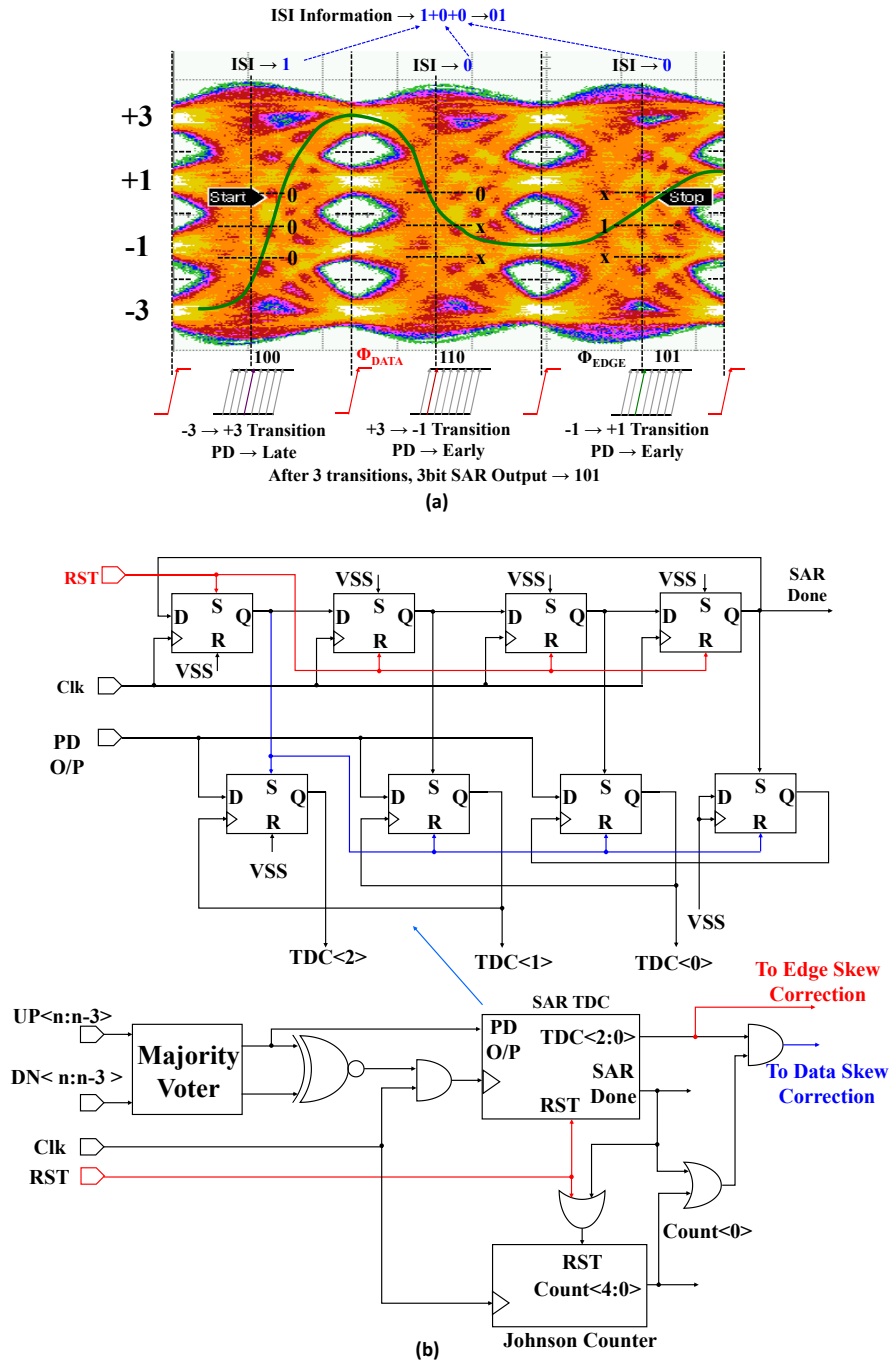 ISI Information → 1+0+0 →01
ISI → 1
ISI → 0
ISI → 0
+3
+1
-1
-3
Start
Stop
0
0
0
0
x
x
x
1
x
100
Φ_DATA
110
Φ_EDGE
101
-3 → +3 Transition
PD → Late
+3 → -1 Transition
PD → Early
-1 → +1 Transition
PD → Early
After 3 transitions, 3bit SAR Output → 101
(a)
RST
VSS
VSS
VSS
SAR
Done
D
S
Q
R
D
S
Q
R
D
S
Q
R
D
S
Q
R
VSS
Clk
PD
O/P
D
S
Q
R
D
S
Q
R
D
S
Q
R
D
S
Q
R
VSS
VSS
TDC<2>
TDC<1>
TDC<0>
SAR TDC
To Edge Skew
Correction
UP<n:n-3>
Majority
Voter
PD
O/P
TDC<2:0>
SAR
Done
RST
To Data Skew
Correction
DN< n:n-3 >
Clk
RST
Count<0>
RST
Count<4:0>
Johnson Counter
(b)